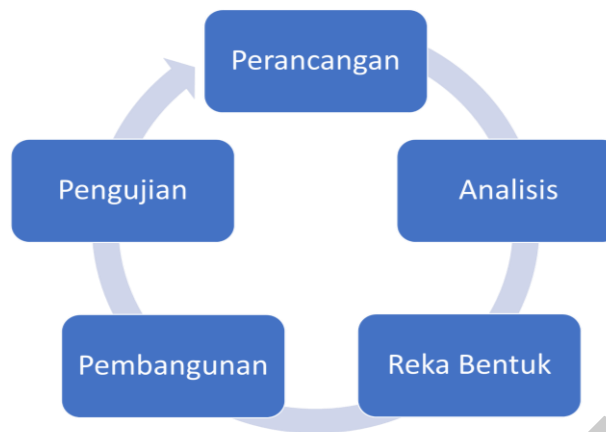 Perancangan
Analisis
Reka Bentuk
Pembangunan
Pengujian